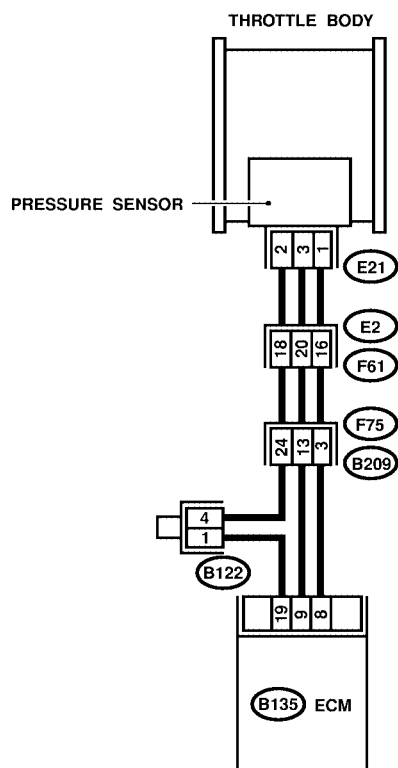 THROTTLE BODY
PRESSURE SENSOR
2 3 1
E21
E2
18 20 16
F61
F75
24 13 3
B209
4
1
B122
19 9 8
B135 ECM